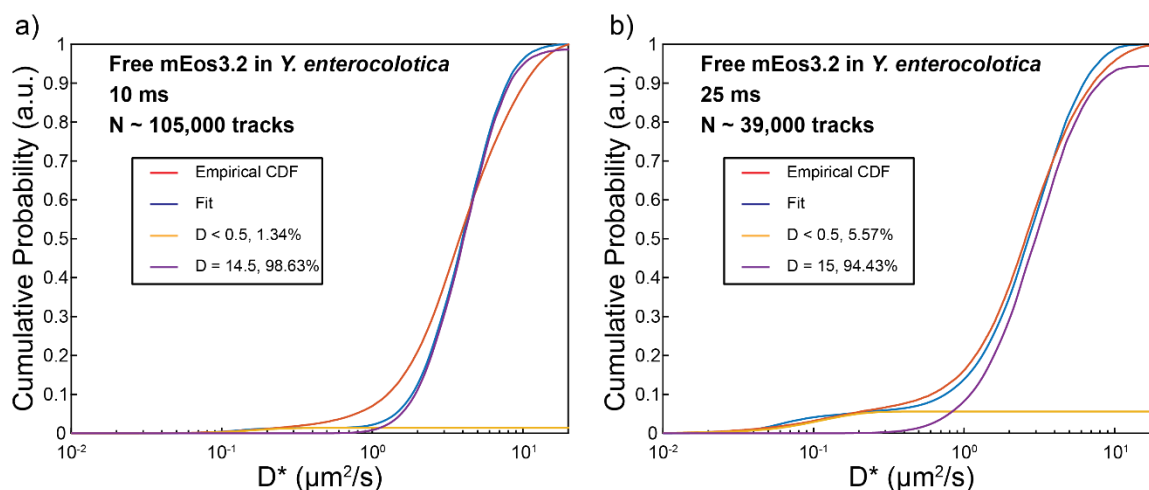 a)
Free mEos3.2 in Y. enterocolotica
10 ms
N ~ 105,000 tracks
Empirical CDF
Fit
D < 0.5, 1.34%
D = 14.5, 98.63%
Cumulative Probability (a.u.)
1
0.9
0.8
0.7
0.6
0.5
0.4
0.3
0.2
0.1
0
10⁻² 10⁻¹ 10⁰ 10¹
D* (µm²/s)
b)
Free mEos3.2 in Y. enterocolotica
25 ms
N ~ 39,000 tracks
Empirical CDF
Fit
D < 0.5, 5.57%
D = 15, 94.43%
Cumulative Probability (a.u.)
1
0.9
0.8
0.7
0.6
0.5
0.4
0.3
0.2
0.1
0
10⁻² 10⁻¹ 10⁰ 10¹
D* (µm²/s)